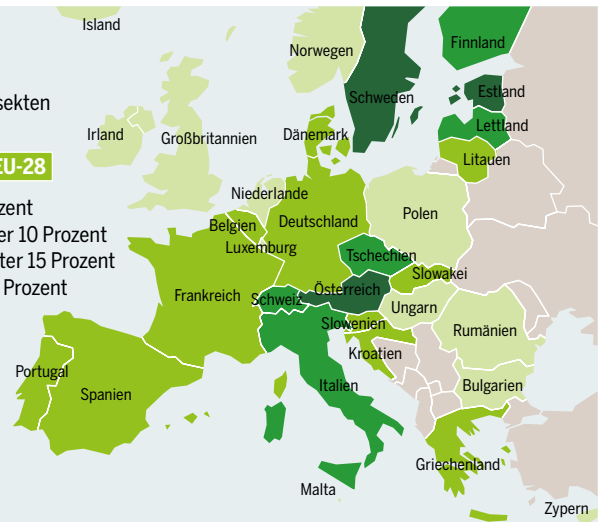 Island
Norwegen
Finnland
sekten
Schweden
Estland
Irland
Großbritannien
Dänemark
Lettland
Litauen
EU-28
Niederlande
zent
Polen
Belgien
Deutschland
er 10 Prozent
Luxemburg
Tschechien
ter 15 Prozent
Slowakei
Prozent
Frankreich
Schweiz
Österreich
Ungarn
Slowenien
Rumänien
Kroatien
Portugal
Spanien
Italien
Bulgarien
Griechenland
Malta
Zypern